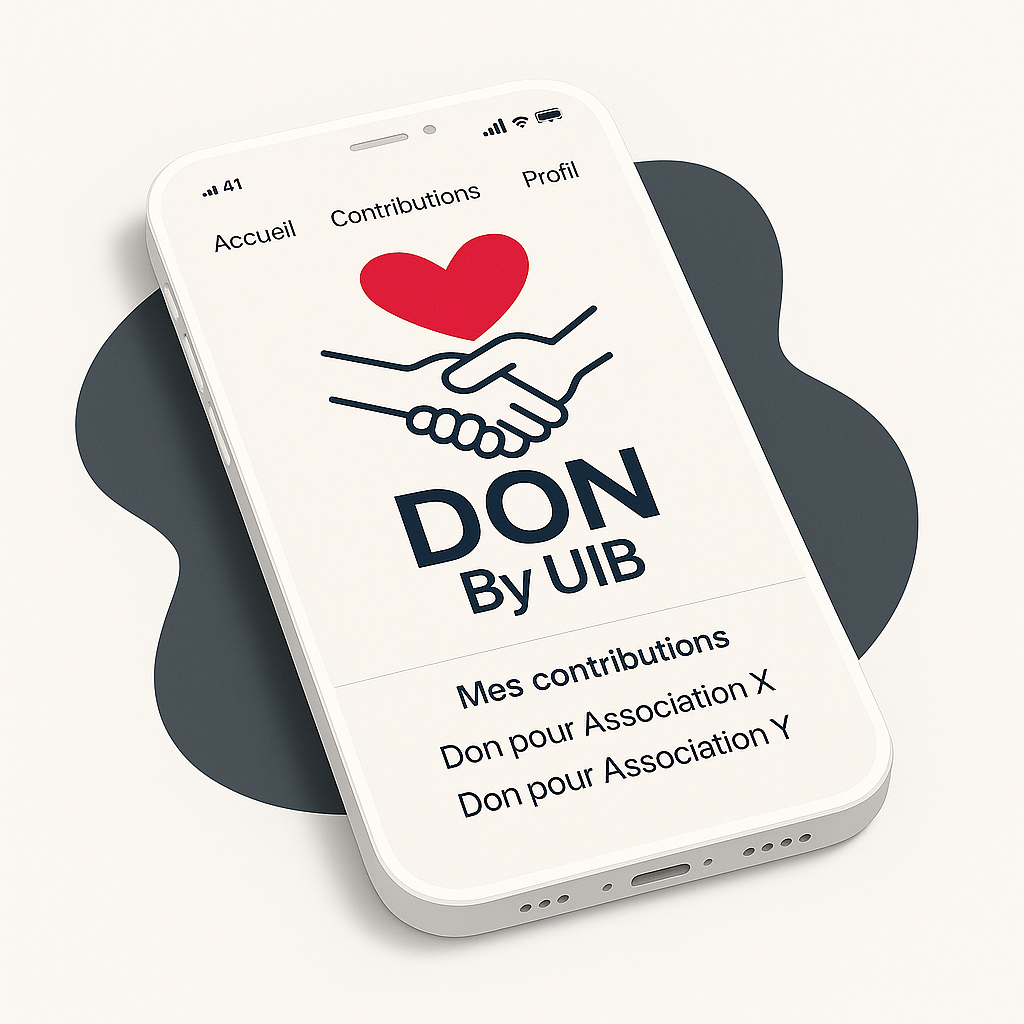 41
Accueil Contributions Profil
DON
By UIB
Mes contributions
Don pour Association X
Don pour Association Y